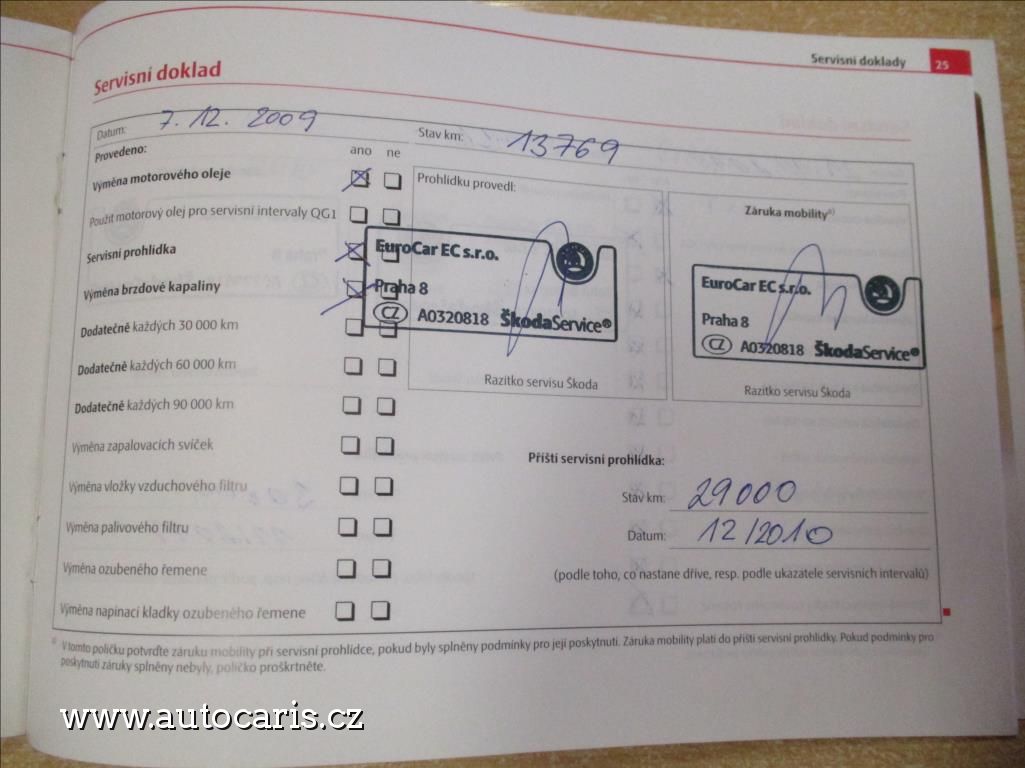 Servisní doklady 25
Servisní doklad
Datum: 7. 12. 2009 Stav km: 13769
Provedeno: ano ne
Výměna motorového oleje
Použit motorový olej pro servisní intervaly QG1
Servisní prohlídka
Výměna brzdové kapaliny
Dodatečně každých 30 000 km
Dodatečně každých 60 000 km
Dodatečně každých 90 000 km
Výměna zapalovacích svíček
Výměna vložky vzduchového filtru
Výměna palivového filtru
Výměna ozubeného řemene
Výměna napínací kladky ozubeného řemene
Prohlídku provedl:
EuroCar EC s.r.o.
Praha 8
CZ A0320818 ŠkodaService®
Razítko servisu Škoda
Záruka mobilityª⁾
EuroCar EC s.r.o.
Praha 8
CZ A0320818 ŠkodaService®
Razítko servisu Škoda
Příští servisní prohlídka:
Stav km: 29000
Datum: 12/2010
(podle toho, co nastane dříve, resp. podle ukazatele servisních intervalů)
ª⁾ V tomto políčku potvrďte záruku mobility při servisní prohlídce, pokud byly splněny podmínky pro její poskytnutí. Záruka mobility platí do příští servisní prohlídky. Pokud podmínky pro
poskytnutí záruky splněny nebyly, políčko proškrtněte.
www.autocaris.cz